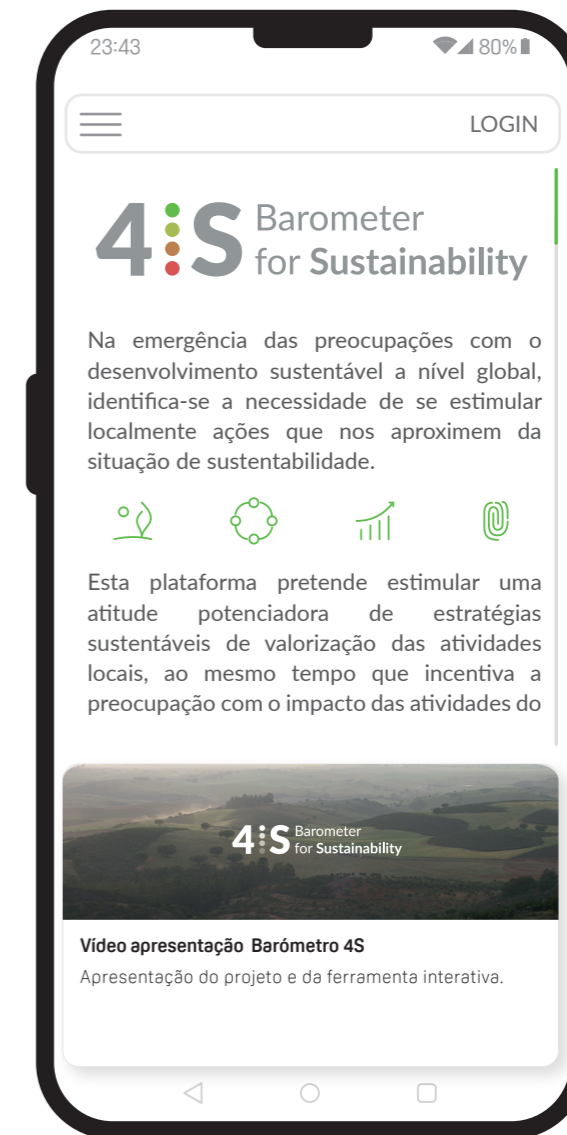 23:43
80%
LOGIN
4S Barometer
for Sustainability
Na emergência das preocupações com o
desenvolvimento sustentável a nível global,
identifica-se a necessidade de se estimular
localmente ações que nos aproximem da
situação de sustentabilidade.
Esta plataforma pretende estimular uma
atitude potenciadora de estratégias
sustentáveis de valorização das atividades
locais, ao mesmo tempo que incentiva a
preocupação com o impacto das atividades do
4S Barometer
for Sustainability
Vídeo apresentação Barómetro 4S
Apresentação do projeto e da ferramenta interativa.